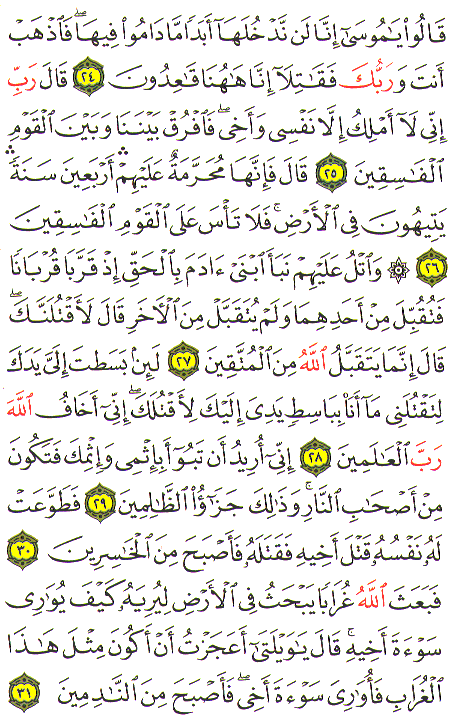 قَالُوا۟ يَـٰمُوسَىٰٓ إِنَّا لَن نَّدْخُلَهَآ أَبَدًا مَّا دَامُوا۟ فِيهَا ۖ فَٱذْهَبْ
أَنتَ وَرَبُّكَ فَقَـٰتِلَآ إِنَّا هَـٰهُنَا قَـٰعِدُونَ ٢٤ قَالَ رَبِّ
إِنِّى لَآ أَمْلِكُ إِلَّا نَفْسِى وَأَخِى ۖ فَٱفْرُقْ بَيْنَنَا وَبَيْنَ ٱلْقَوْمِ
ٱلْفَـٰسِقِينَ ٢٥ قَالَ فَإِنَّهَا مُحَرَّمَةٌ عَلَيْهِمْ ۛ أَرْبَعِينَ سَنَةً ۛ
يَتِيهُونَ فِى ٱلْأَرْضِ ۚ فَلَا تَأْسَ عَلَى ٱلْقَوْمِ ٱلْفَـٰسِقِينَ
٢٦ ۞ وَٱتْلُ عَلَيْهِمْ نَبَأَ ٱبْنَىْ ءَادَمَ بِٱلْحَقِّ إِذْ قَرَّبَا قُرْبَانًا
فَتُقُبِّلَ مِنْ أَحَدِهِمَا وَلَمْ يُتَقَبَّلْ مِنَ ٱلْـَٔاخَرِ قَالَ لَأَقْتُلَنَّكَ ۖ
قَالَ إِنَّمَا يَتَقَبَّلُ ٱللَّهُ مِنَ ٱلْمُتَّقِينَ ٢٧ لَئِنۢ بَسَطتَ إِلَىَّ يَدَكَ
لِتَقْتُلَنِى مَآ أَنَا۠ بِبَاسِطٍ يَدِىَ إِلَيْكَ لِأَقْتُلَكَ ۖ إِنِّىٓ أَخَافُ ٱللَّهَ
رَبَّ ٱلْعَـٰلَمِينَ ٢٨ إِنِّىٓ أُرِيدُ أَن تَبُوٓأَ بِإِثْمِى وَإِثْمِكَ فَتَكُونَ
مِنْ أَصْحَـٰبِ ٱلنَّارِ ۚ وَذَٰلِكَ جَزَٰٓؤُا۟ ٱلظَّـٰلِمِينَ ٢٩ فَطَوَّعَتْ
لَهُۥ نَفْسُهُۥ قَتْلَ أَخِيهِ فَقَتَلَهُۥ فَأَصْبَحَ مِنَ ٱلْخَـٰسِرِينَ ٣٠
فَبَعَثَ ٱللَّهُ غُرَابًا يَبْحَثُ فِى ٱلْأَرْضِ لِيُرِيَهُۥ كَيْفَ يُوَٰرِى
سَوْءَةَ أَخِيهِ ۚ قَالَ يَـٰوَيْلَتَىٰٓ أَعَجَزْتُ أَنْ أَكُونَ مِثْلَ هَـٰذَا
ٱلْغُرَابِ فَأُوَٰرِىَ سَوْءَةَ أَخِى ۖ فَأَصْبَحَ مِنَ ٱلنَّـٰدِمِينَ ٣١